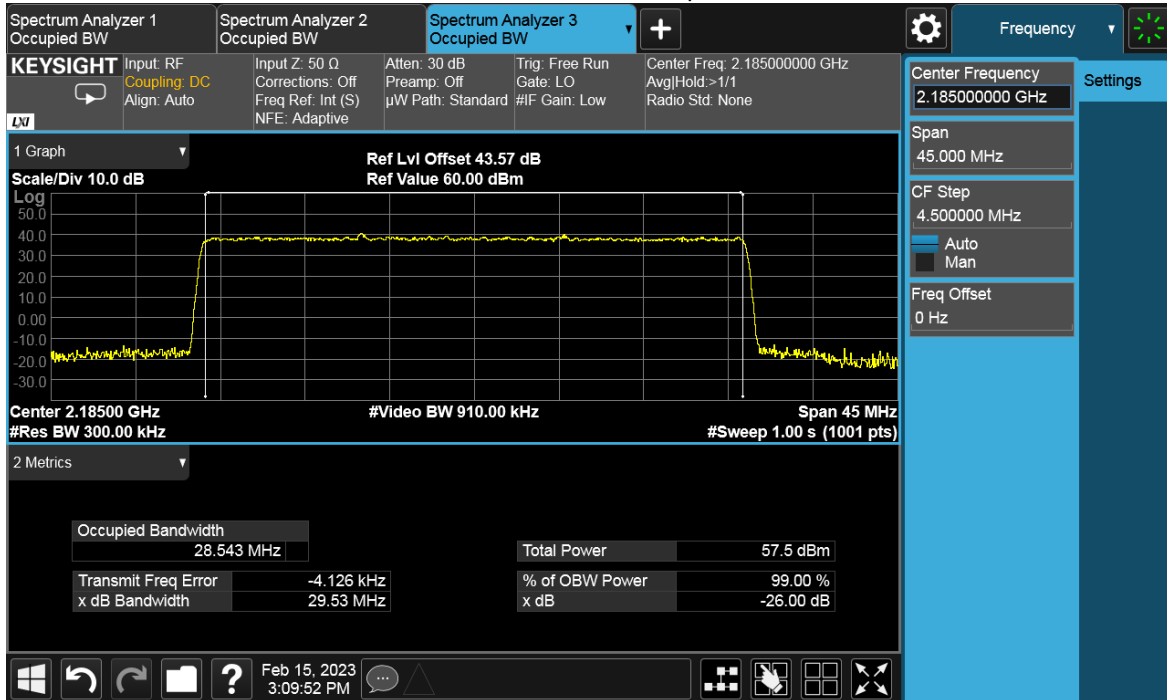 Spectrum Analyzer 1
Occupied BW
Spectrum Analyzer 2
Occupied BW
Spectrum Analyzer 3
Occupied BW
Frequency
KEYSIGHT
LXI
Input: RF
Coupling: DC
Align: Auto
Input Z: 50 Ω
Corrections: Off
Freq Ref: Int (S)
NFE: Adaptive
Atten: 30 dB
Preamp: Off
µW Path: Standard
Trig: Free Run
Gate: LO
#IF Gain: Low
Center Freq: 2.185000000 GHz
Avg|Hold:>1/1
Radio Std: None
Center Frequency
2.185000000 GHz
Settings
Span
45.000 MHz
CF Step
4.500000 MHz
Auto
Man
Freq Offset
0 Hz
1 Graph
Scale/Div 10.0 dB
Ref Lvl Offset 43.57 dB
Ref Value 60.00 dBm
Log
50.0
40.0
30.0
20.0
10.0
0.00
-10.0
-20.0
-30.0
Center 2.18500 GHz
#Video BW 910.00 kHz
Span 45 MHz
#Res BW 300.00 kHz
#Sweep 1.00 s (1001 pts)
2 Metrics
Occupied Bandwidth
28.543 MHz
Total Power 57.5 dBm
Transmit Freq Error -4.126 kHz
% of OBW Power 99.00 %
x dB Bandwidth 29.53 MHz
x dB -26.00 dB
?
Feb 15, 2023
3:09:52 PM